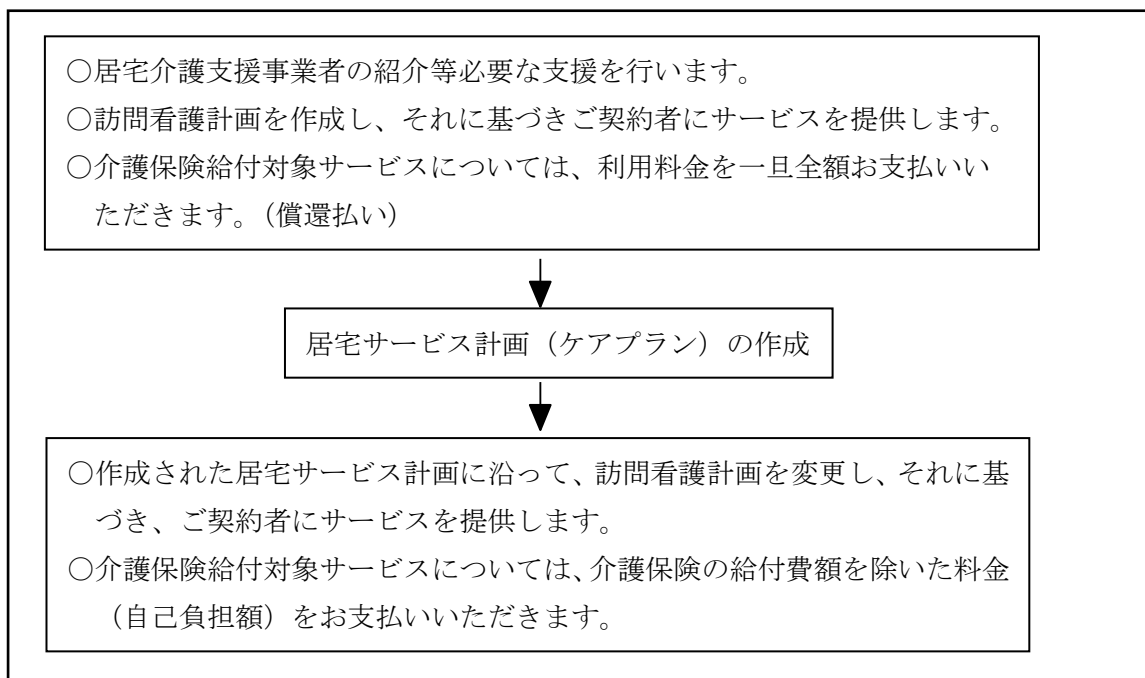 ○居宅介護支援事業者の紹介等必要な支援を行います。
○訪問看護計画を作成し、それに基づきご契約者にサービスを提供します。
○介護保険給付対象サービスについては、利用料金を一旦全額お支払いい
ただきます。（償還払い）
居宅サービス計画（ケアプラン）の作成
○作成された居宅サービス計画に沿って、訪問看護計画を変更し、それに基
づき、ご契約者にサービスを提供します。
○介護保険給付対象サービスについては、介護保険の給付費額を除いた料金
（自己負担額）をお支払いいただきます。